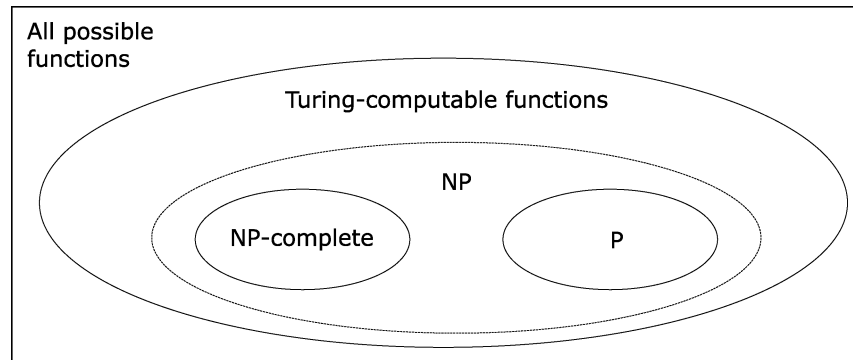 All possible
functions
Turing-computable functions
NP
NP-complete
P